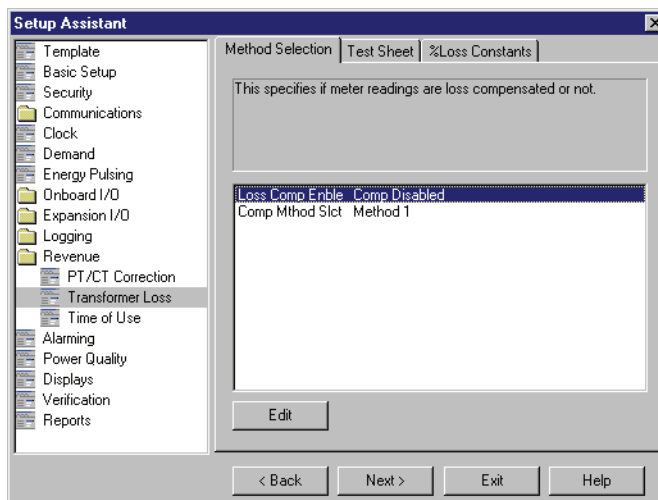 Setup Assistant
Template
Basic Setup
Security
Communications
Clock
Demand
Energy Pulsing
Onboard I/O
Expansion I/O
Logging
Revenue
PT/CT Correction
Transformer Loss
Time of Use
Alarming
Power Quality
Displays
Verification
Reports
Method Selection Test Sheet %Loss Constants
This specifies if meter readings are loss compensated or not.
Loss Comp Enble Comp Disabled
Comp Mthod Slct Method 1
Edit
< Back Next > Exit Help